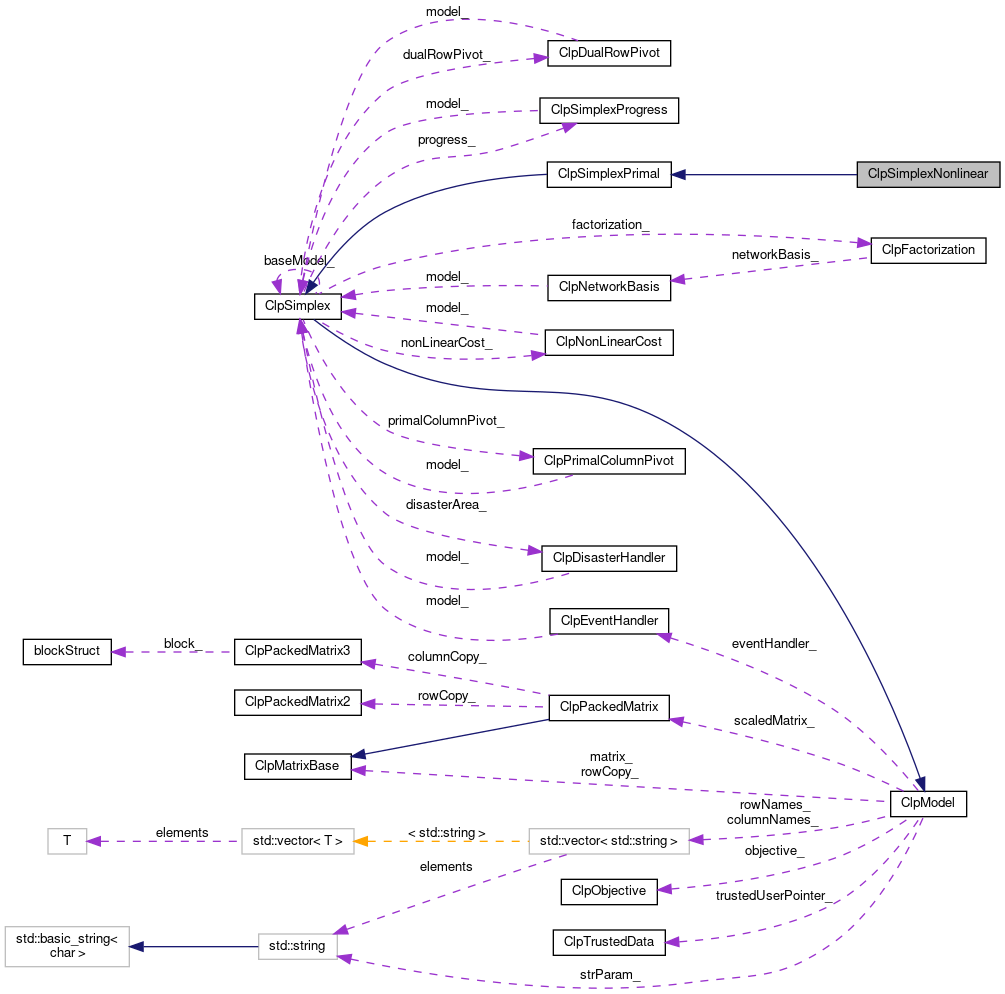 model_
ClpDualRowPivot
dualRowPivot_
model_
ClpSimplexProgress
progress_
ClpSimplexPrimal
ClpSimplexNonlinear
factorization_
ClpFactorization
networkBasis_
baseModel_
model_
ClpNetworkBasis
ClpSimplex
model_
nonLinearCost_
ClpNonLinearCost
primalColumnPivot_
model_
ClpPrimalColumnPivot
disasterArea_
model_
ClpDisasterHandler
model_
ClpEventHandler
eventHandler_
blockStruct
block_
ClpPackedMatrix3
columnCopy_
ClpPackedMatrix2
rowCopy_
ClpPackedMatrix
scaledMatrix_
ClpMatrixBase
matrix_
rowCopy_
ClpModel
rowNames_
columnNames_
T
elements
std::vector< T >
< std::string >
std::vector< std::string >
objective_
elements
ClpObjective
trustedUserPointer_
std::basic_string<
char >
std::string
ClpTrustedData
strParam_